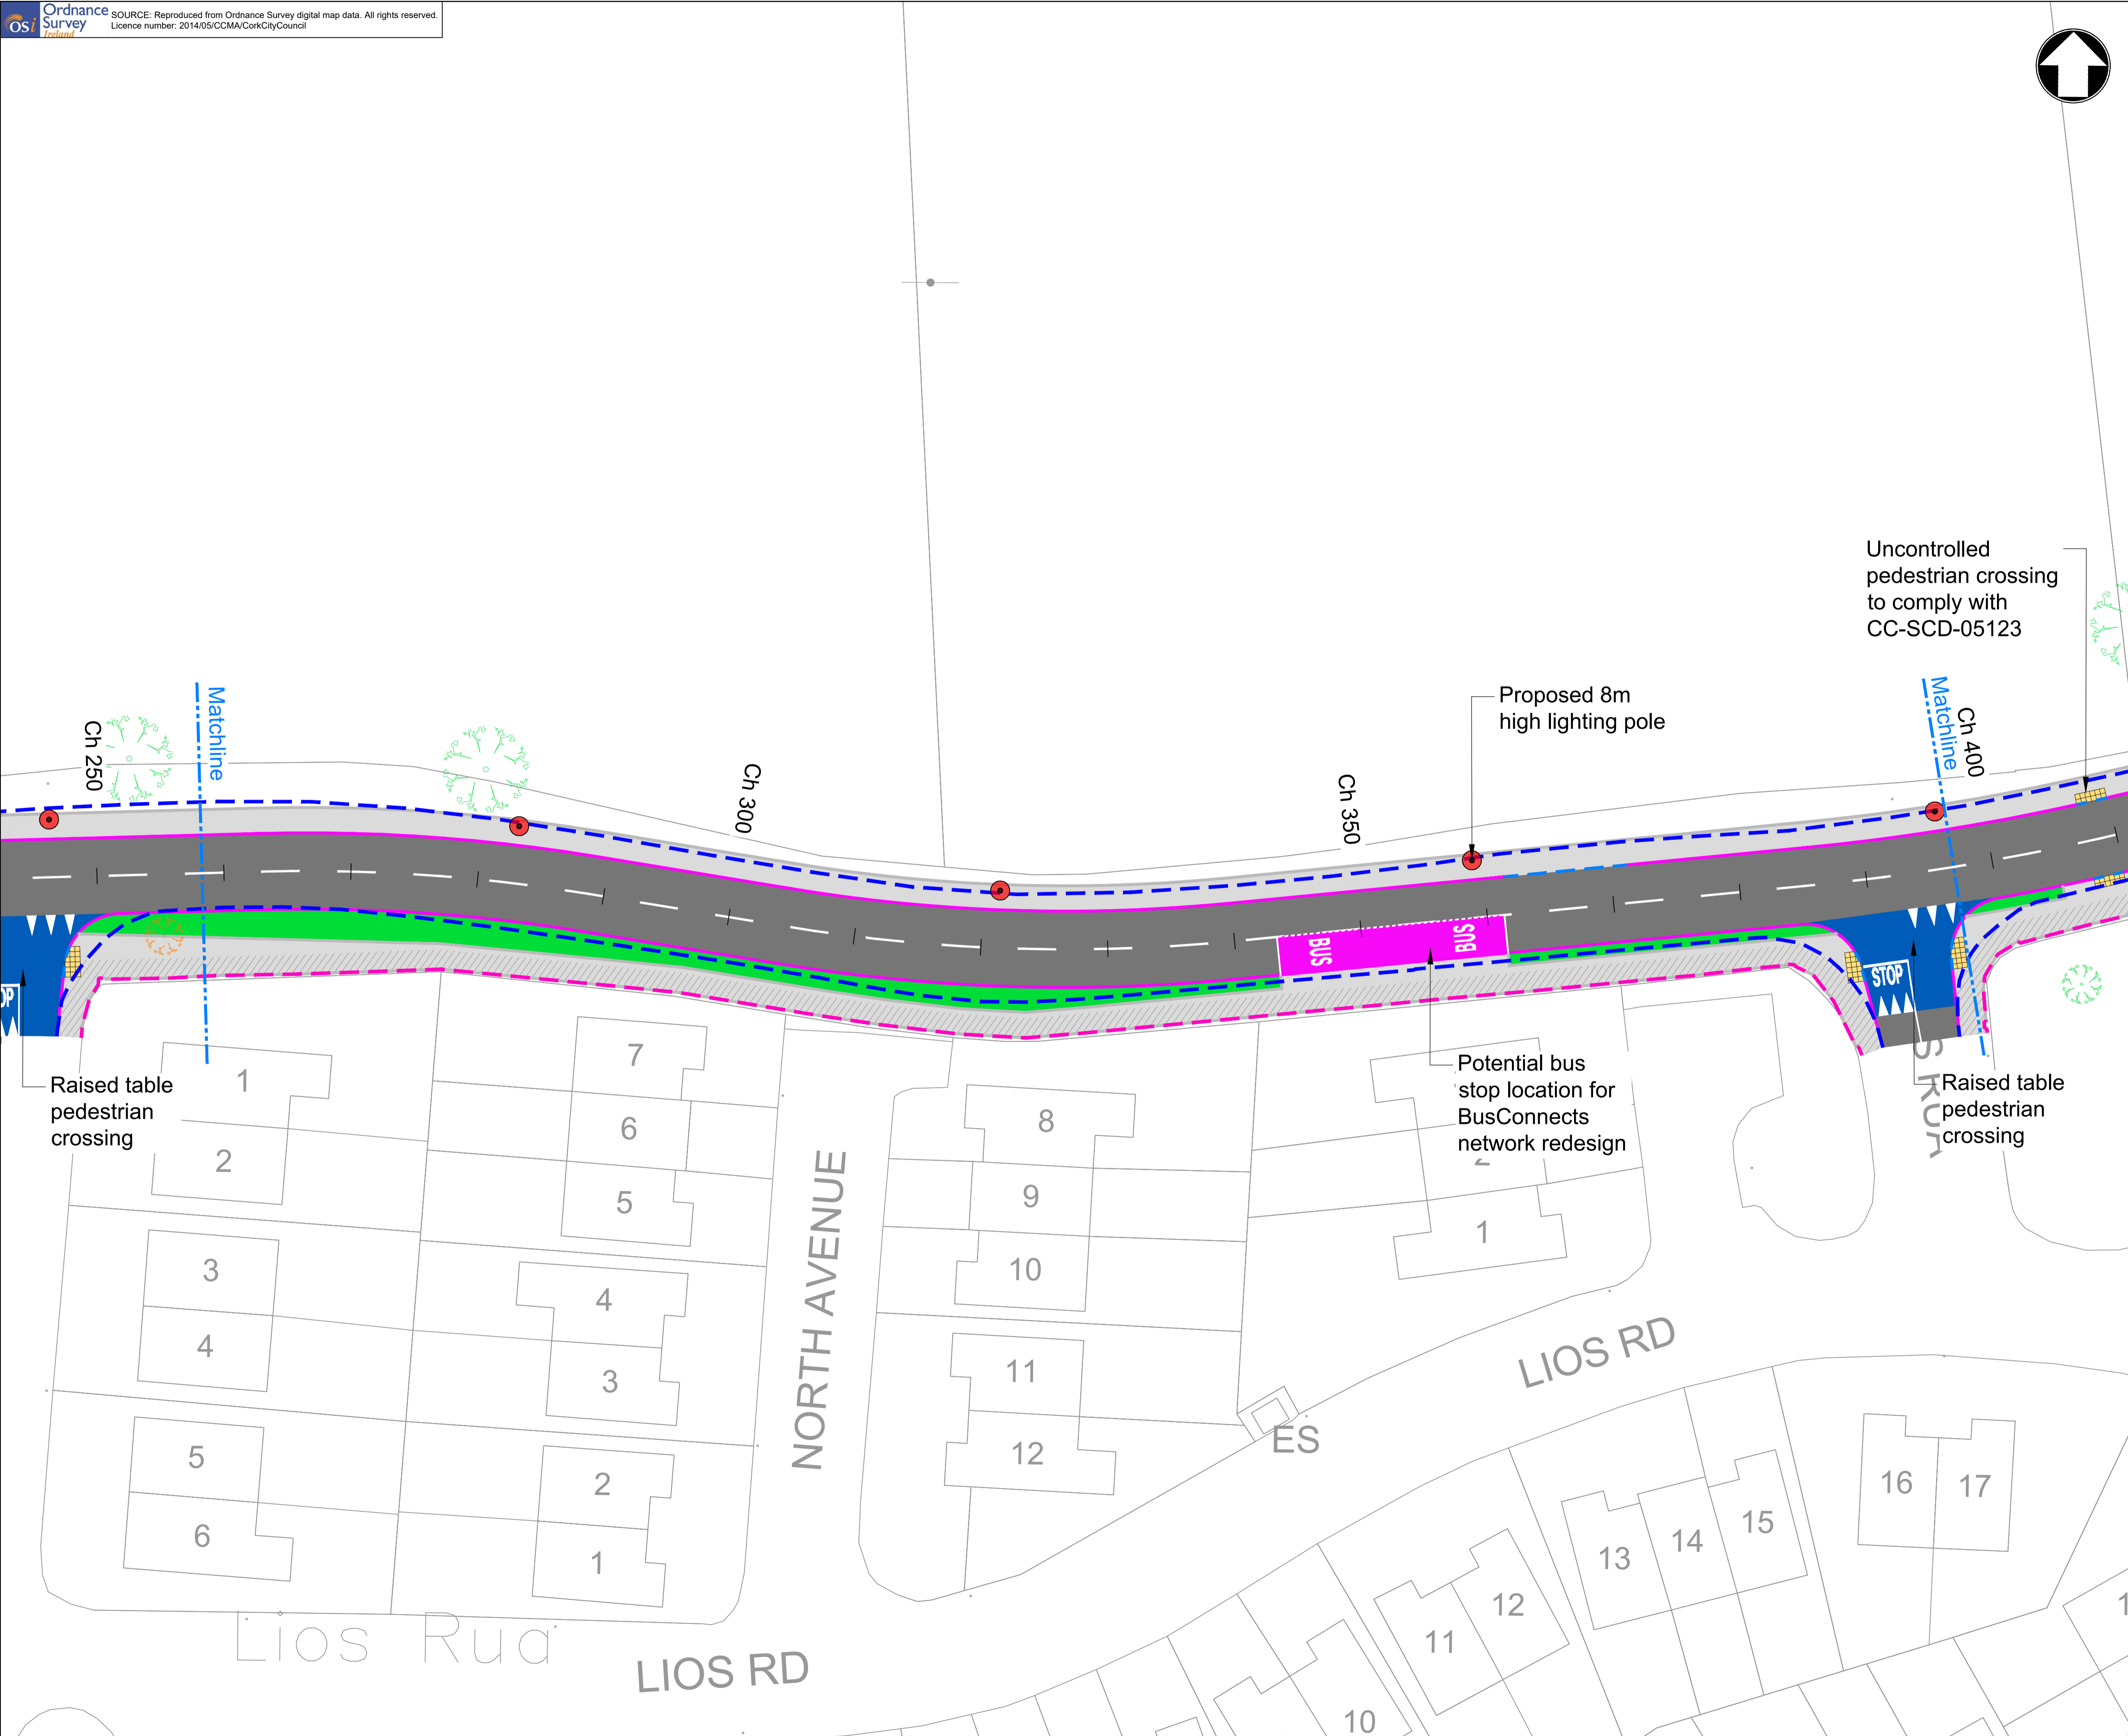 OSi
Ordnance
Survey
Ireland
SOURCE: Reproduced from Ordnance Survey digital map data. All rights reserved.
Licence number: 2014/05/CCMA/CorkCityCouncil
Uncontrolled
pedestrian crossing
to comply with
CC-SCD-05123
Proposed 8m
high lighting pole
Ch 250
Matchline
Ch 300
Ch 350
Matchline
Ch 400
BUS
BUS
STOP
Raised table
pedestrian
crossing
Potential bus
stop location for
BusConnects
network redesign
Raised table
pedestrian
crossing
1
2
3
4
5
6
7
6
5
4
3
2
1
NORTH AVENUE
8
9
10
11
12
1
ES
LIOS RD
Lios Rua
LIOS RD
10
11
12
13
14
15
16
17